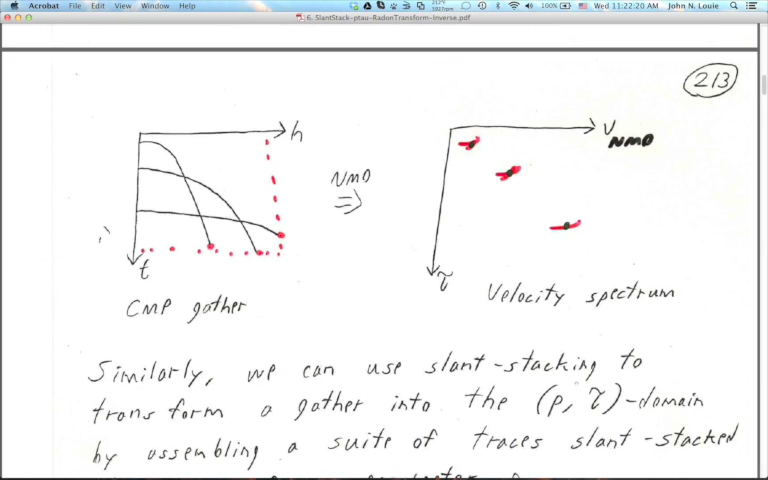 Acrobat File Edit View Window Help
100% Wed 11:22:20 AM John N. Louie
6. SlantStack-ptau-RadonTransform-Inverse.pdf
213
h
V NMO
NMO
⇒
t
τ
CMP gather
Velocity spectrum
Similarly, we can use slant-stacking to
transform a gather into the (p, τ)-domain
by assembling a suite of traces slant-stacked